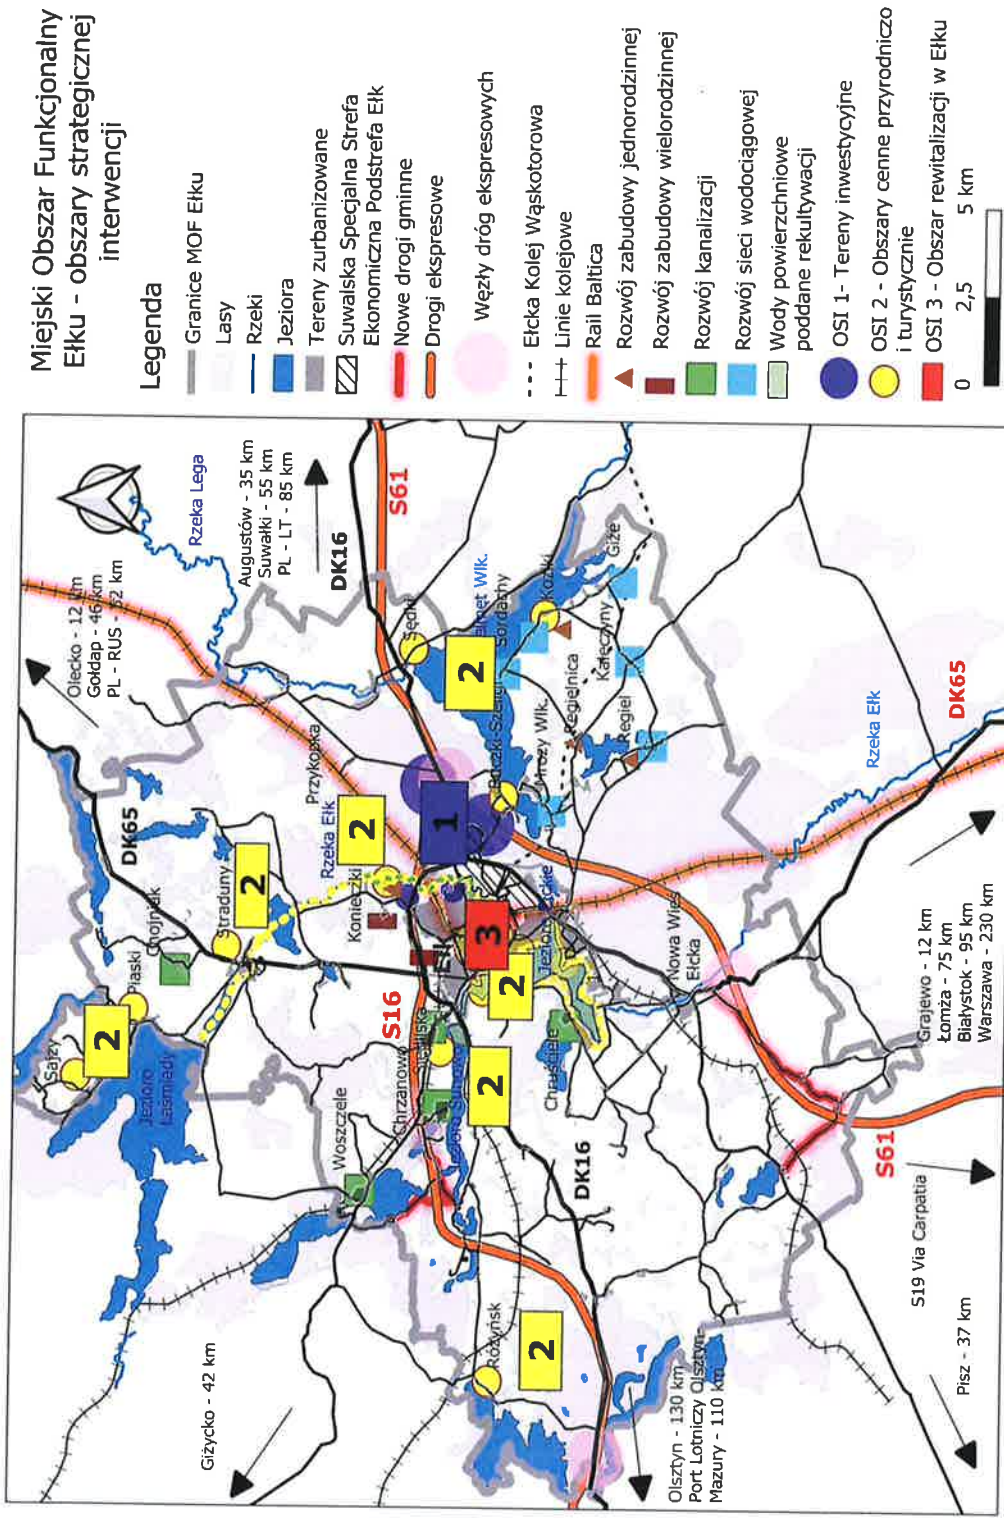 Miejski Obszar Funkcjonalny
Ełku - obszary strategicznej
interwencji
Legenda
Granice MOF Ełku
Lasy
Rzeki
Jeziora
Tereny zurbanizowane
Suwalska Specjalna Strefa
Ekonomiczna Podstrefa Ełk
Nowe drogi gminne
Drogi ekspresowe
Węzły dróg ekspresowych
Ełcka Kolej Wąskotorowa
Linie kolejowe
Rail Baltica
Rozwój zabudowy jednorodzinnej
Rozwój zabudowy wielorodzinnej
Rozwój kanalizacji
Rozwój sieci wodociągowej
Wody powierzchniowe
poddane rekultywacji
OSI 1- Tereny inwestycyjne
OSI 2 - Obszary cenne przyrodniczo
i turystycznie
OSI 3 - Obszar rewitalizacji w Ełku
0 2,5 5 km
Olecko - 12 km
Gołdap - 46 km
PL - RUS - 52 km
Rzeka Lega
Augustów - 35 km
Suwałki - 55 km
PL - LT - 85 km
DK16
S61
DK65
Giżycko - 42 km
Sajzy
Piaski
Chojniak
Straduny
Jezioro
Łaśmiady
2
2
2
Przykopka
Rzeka Ełk
Konieczki
Woszczele
Chrzanowo
S16
Ełk
1
3
2
2
2
2
Sędki
Sordachy
Koziki
Giże
Kałęczyny
Regielnica
Mrozy Wlk.
Regiel
Chruściele
Nowa Wieś
Ełcka
Różyńsk
DK16
DK65
Rzeka Ełk
S61
Olsztyn - 130 km
Port Lotniczy Olsztyn-
Mazury - 110 km
Pisz - 37 km
S19 Via Carpatia
Grajewo - 12 km
Łomża - 75 km
Białystok - 95 km
Warszawa - 230 km